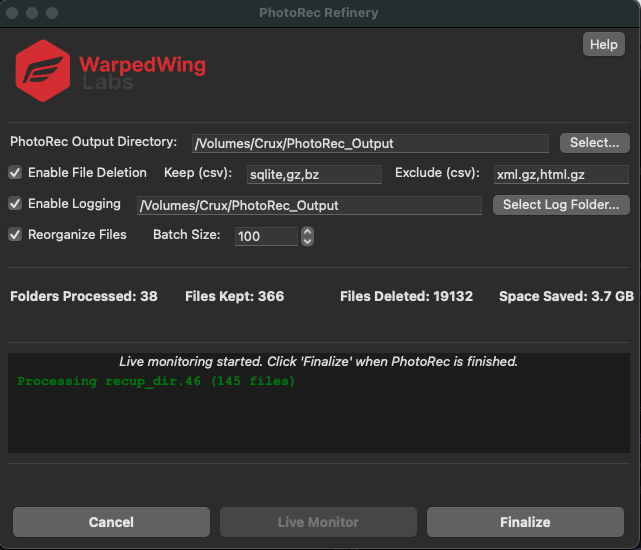 PhotoRec Refinery
Help
WarpedWing
Labs
PhotoRec Output Directory: /Volumes/Crux/PhotoRec_Output Select...
Enable File Deletion Keep (csv): sqlite,gz,bz Exclude (csv): xml.gz,html.gz
Enable Logging /Volumes/Crux/PhotoRec_Output Select Log Folder...
Reorganize Files Batch Size: 100
Folders Processed: 38 Files Kept: 366 Files Deleted: 19132 Space Saved: 3.7 GB
Live monitoring started. Click 'Finalize' when PhotoRec is finished.
Processing recup_dir.46 (145 files)
Cancel Live Monitor Finalize